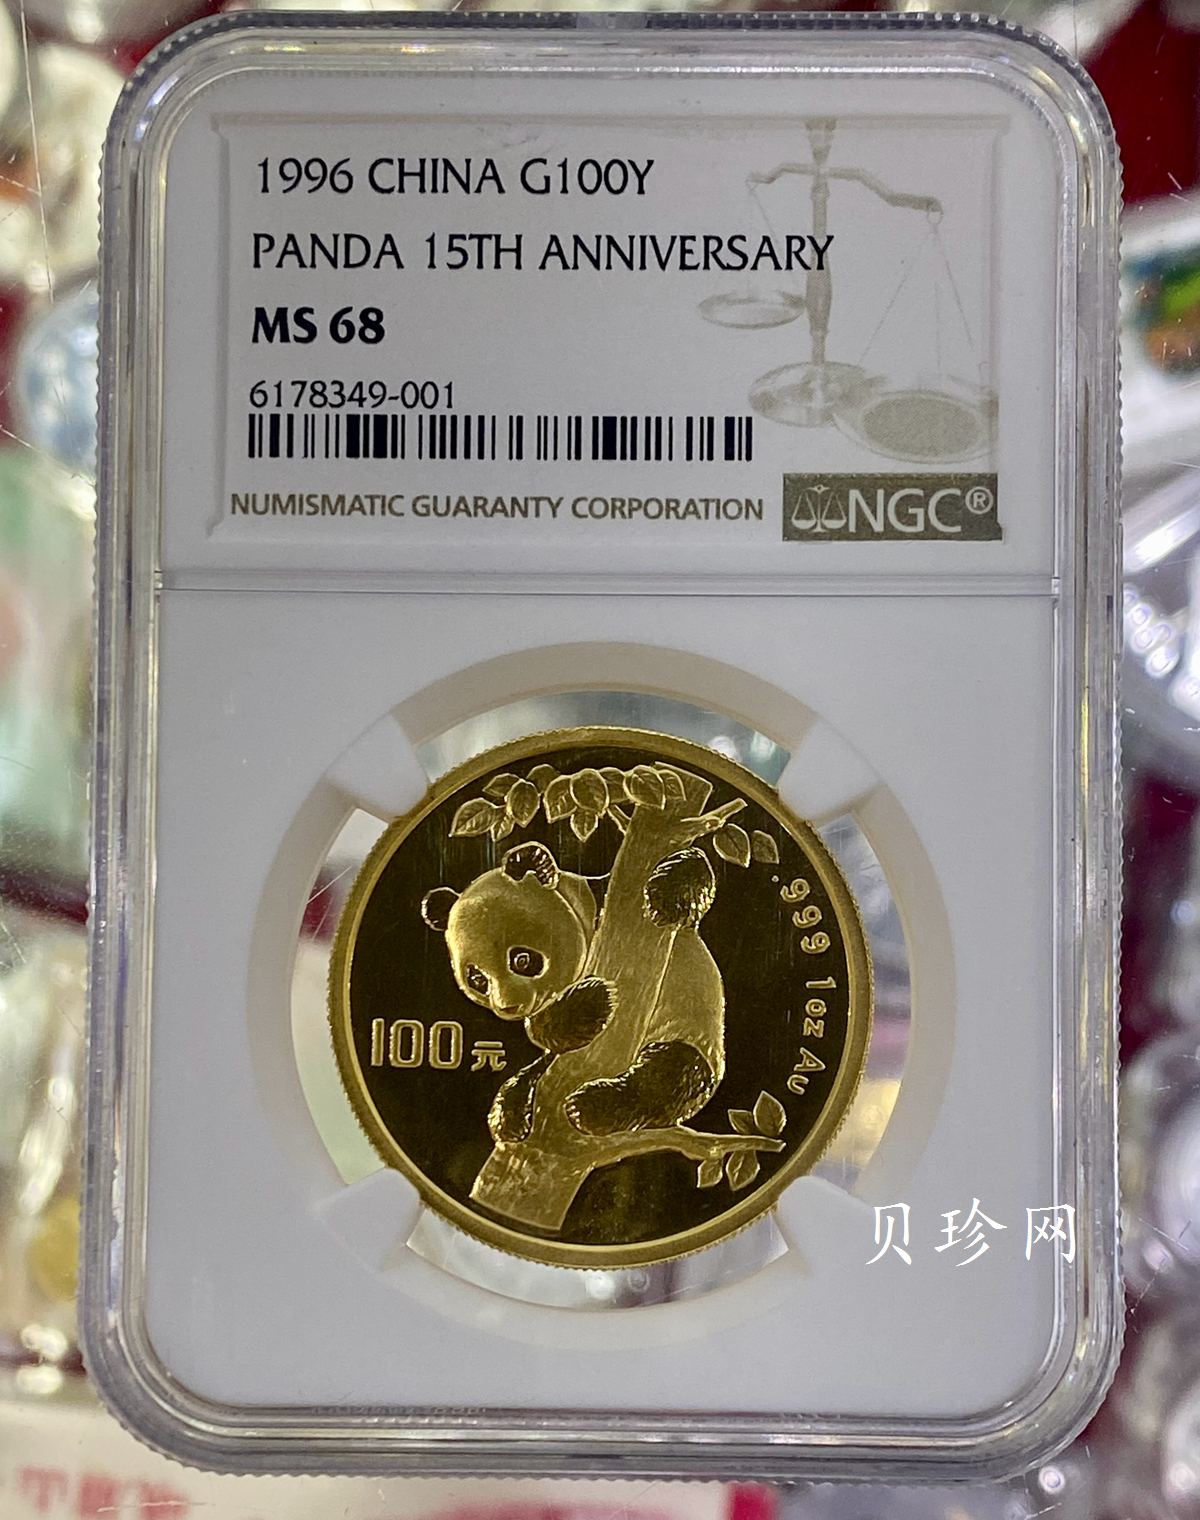 1996 CHINA G100Y
PANDA 15TH ANNIVERSARY
MS 68
6178349-001
NUMISMATIC GUARANTY CORPORATION
NGC®
.999 1oz Au
100元
贝珍网